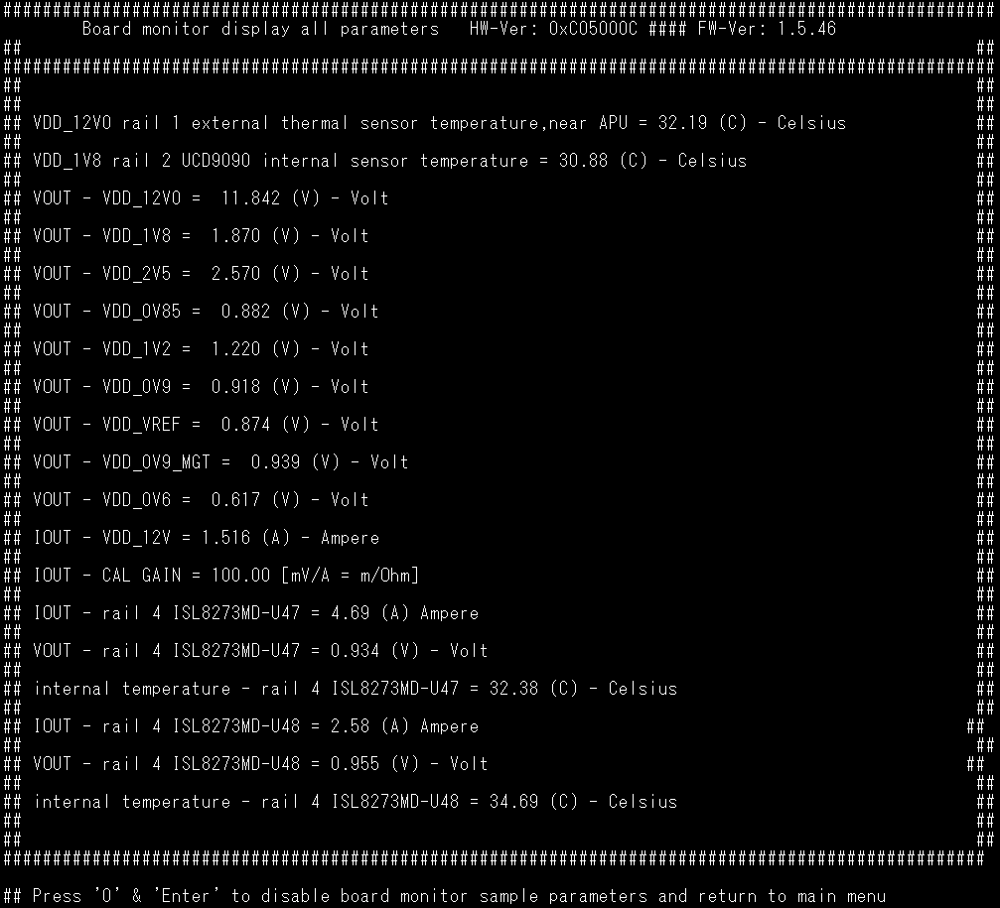 ####################################################################################################
Board monitor display all parameters HW-Ver: 0xC05000C #### FW-Ver: 1.5.46
## ##
####################################################################################################
## ##
## ##
## VDD_12V0 rail 1 external thermal sensor temperature,near APU = 32.19 (C) - Celsius ##
## ##
## VDD_1V8 rail 2 UCD9090 internal sensor temperature = 30.88 (C) - Celsius ##
## ##
## VOUT - VDD_12V0 = 11.842 (V) - Volt ##
## ##
## VOUT - VDD_1V8 = 1.870 (V) - Volt ##
## ##
## VOUT - VDD_2V5 = 2.570 (V) - Volt ##
## ##
## VOUT - VDD_0V85 = 0.882 (V) - Volt ##
## ##
## VOUT - VDD_1V2 = 1.220 (V) - Volt ##
## ##
## VOUT - VDD_0V9 = 0.918 (V) - Volt ##
## ##
## VOUT - VDD_VREF = 0.874 (V) - Volt ##
## ##
## VOUT - VDD_0V9_MGT = 0.939 (V) - Volt ##
## ##
## VOUT - VDD_0V6 = 0.617 (V) - Volt ##
## ##
## IOUT - VDD_12V = 1.516 (A) - Ampere ##
## ##
## IOUT - CAL GAIN = 100.00 [mV/A = m/Ohm] ##
## ##
## IOUT - rail 4 ISL8273MD-U47 = 4.69 (A) Ampere ##
## ##
## VOUT - rail 4 ISL8273MD-U47 = 0.934 (V) - Volt ##
## ##
## internal temperature - rail 4 ISL8273MD-U47 = 32.38 (C) - Celsius ##
## ##
## IOUT - rail 4 ISL8273MD-U48 = 2.58 (A) Ampere ##
## ##
## VOUT - rail 4 ISL8273MD-U48 = 0.955 (V) - Volt ##
## ##
## internal temperature - rail 4 ISL8273MD-U48 = 34.69 (C) - Celsius ##
## ##
## ##
###################################################################################################
## Press '0' & 'Enter' to disable board monitor sample parameters and return to main menu